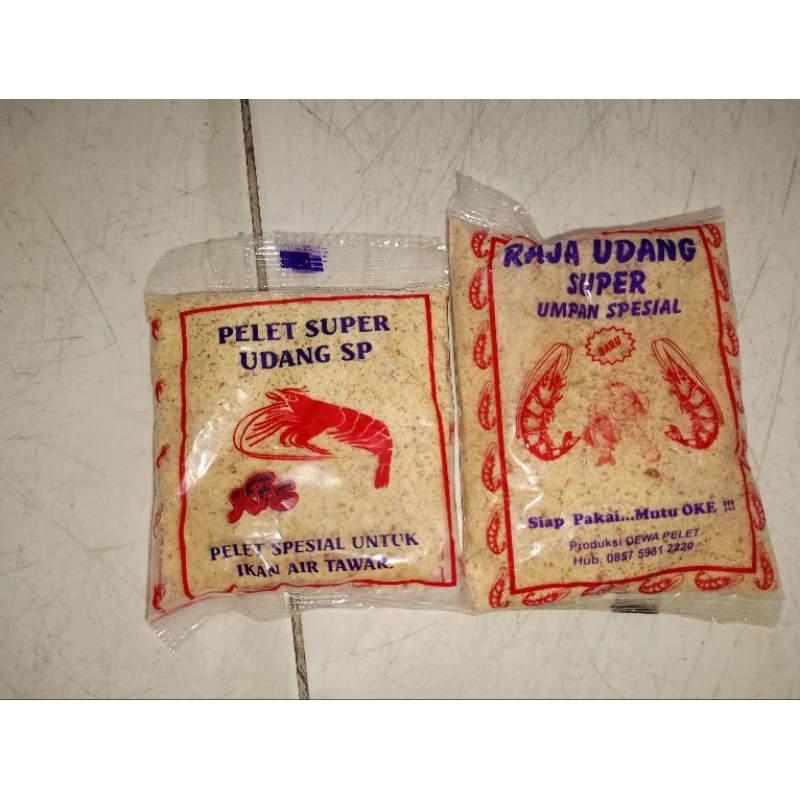 PELET SUPER
UDANG SP
PELET SPESIAL UNTUK
IKAN AIR TAWAR.
RAJA UDANG
SUPER
UMPAN SPESIAL
BARU
Siap Pakai...Mutu OKE !!!
Produksi DEWA PELET
Hub. 0857 5981 2220